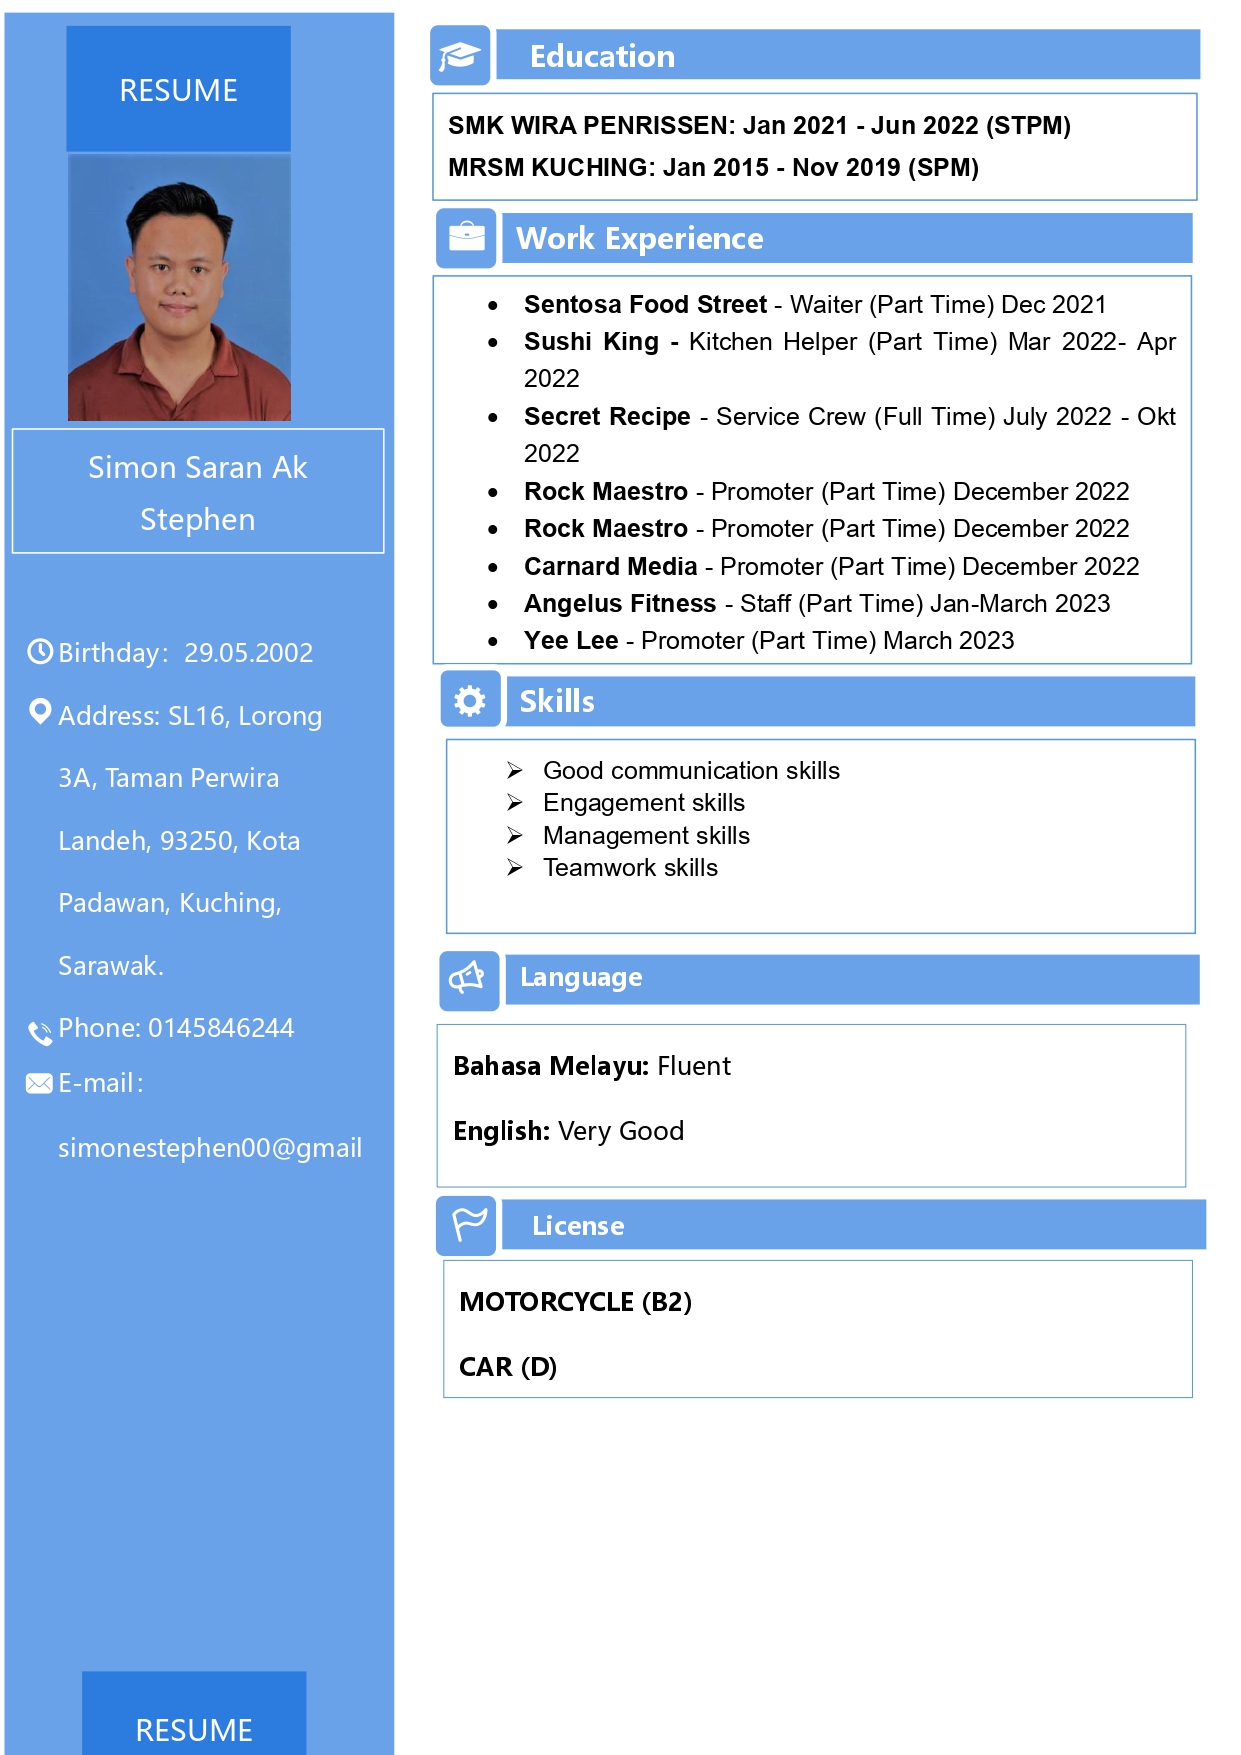 RESUME
Simon Saran Ak
Stephen
Birthday: 29.05.2002
Address: SL16, Lorong
3A, Taman Perwira
Landeh, 93250, Kota
Padawan, Kuching,
Sarawak.
Phone: 0145846244
E-mail:
simonestephen00@gmail
RESUME
Education
SMK WIRA PENRISSEN: Jan 2021 - Jun 2022 (STPM)
MRSM KUCHING: Jan 2015 - Nov 2019 (SPM)
Work Experience
• Sentosa Food Street - Waiter (Part Time) Dec 2021
• Sushi King - Kitchen Helper (Part Time) Mar 2022- Apr
2022
• Secret Recipe - Service Crew (Full Time) July 2022 - Okt
2022
• Rock Maestro - Promoter (Part Time) December 2022
• Rock Maestro - Promoter (Part Time) December 2022
• Carnard Media - Promoter (Part Time) December 2022
• Angelus Fitness - Staff (Part Time) Jan-March 2023
• Yee Lee - Promoter (Part Time) March 2023
Skills
➢ Good communication skills
➢ Engagement skills
➢ Management skills
➢ Teamwork skills
Language
Bahasa Melayu: Fluent
English: Very Good
License
MOTORCYCLE (B2)
CAR (D)